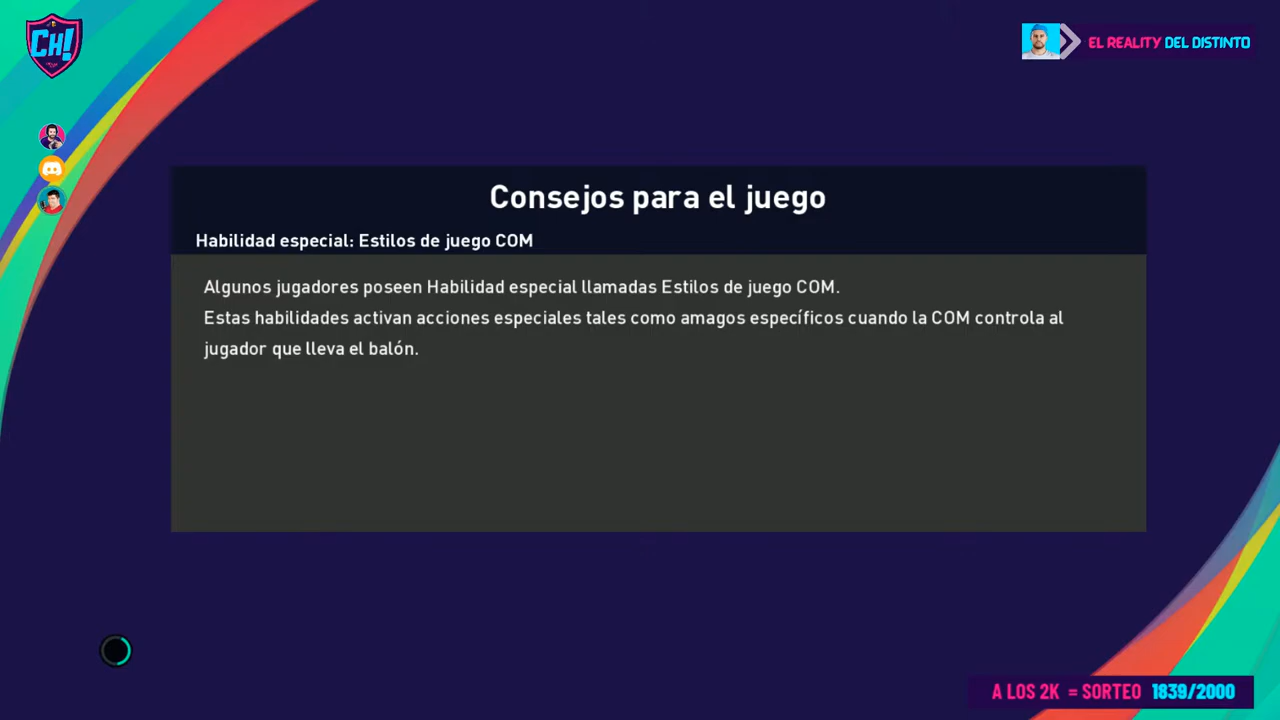 CH!
EL REALITY DEL DISTINTO
Consejos para el juego
Habilidad especial: Estilos de juego COM
Algunos jugadores poseen Habilidad especial llamadas Estilos de juego COM.
Estas habilidades activan acciones especiales tales como amagos específicos cuando la COM controla al
jugador que lleva el balón.
A LOS 2K = SORTEO 1839/2000